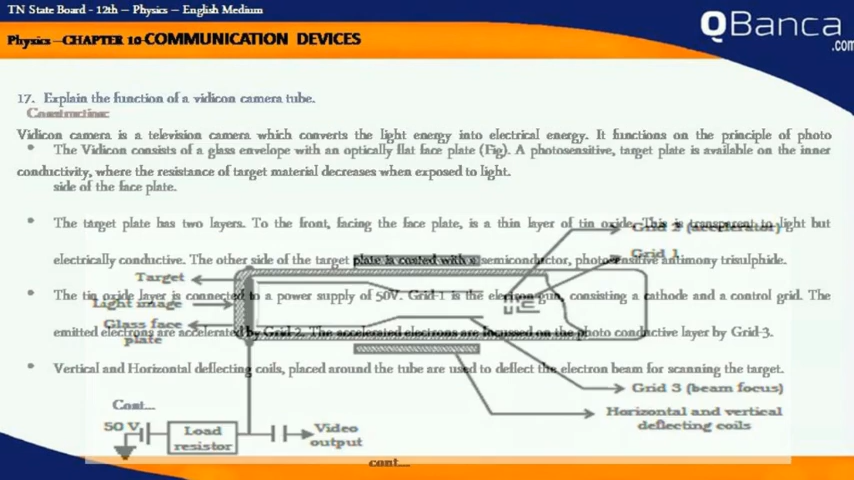 TN State Board - 12th – Physics – English Medium
QBanca
.com
Physics –CHAPTER 10-COMMUNICATION DEVICES
17. Explain the function of a vidicon camera tube.
Construction:
Vidicon camera is a television camera which converts the light energy into electrical energy. It functions on the principle of photo
• The Vidicon consists of a glass envelope with an optically flat face plate (Fig). A photosensitive, target plate is available on the inner
conductivity, where the resistance of target material decreases when exposed to light.
side of the face plate.
• The target plate has two layers. To the front, facing the face plate, is a thin layer of tin oxide. This is transparent to light but
Grid 2 (accelerator)
Grid 1
electrically conductive. The other side of the target plate is coated with a semiconductor, photosensitive antimony trisulphide.
Target
• The tin oxide layer is connected to a power supply of 50V. Grid-1 is the electron gun, consisting a cathode and a control grid. The
Light image
Glass face
plate
emitted electrons are accelerated by Grid-2. The accelerated electrons are focussed on the photo conductive layer by Grid-3.
• Vertical and Horizontal deflecting coils, placed around the tube are used to deflect the electron beam for scanning the target.
Grid 3 (beam focus)
Cont...
Horizontal and vertical
deflecting coils
50 V
Load
resistor
Video
output
cont...